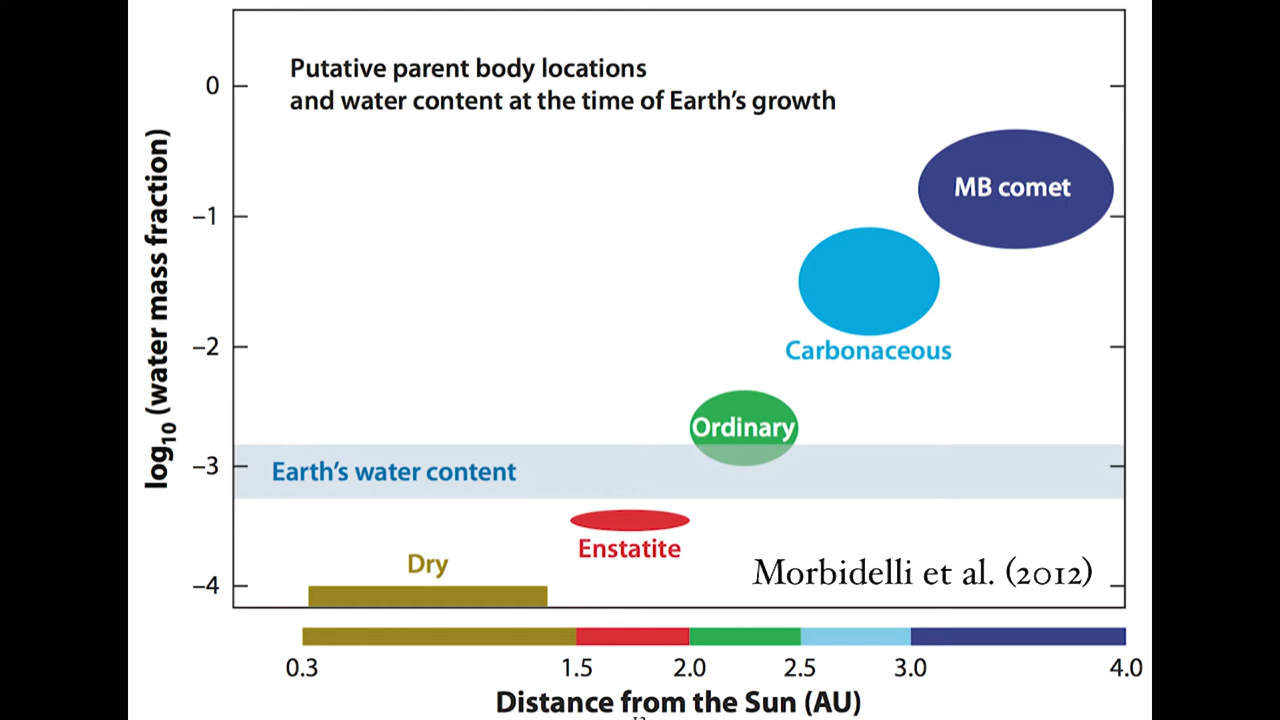 Putative parent body locations
and water content at the time of Earth's growth
log10 (water mass fraction)
0
–1
–2
–3
–4
MB comet
Carbonaceous
Ordinary
Earth's water content
Enstatite
Dry
Morbidelli et al. (2012)
0.3 1.5 2.0 2.5 3.0 4.0
Distance from the Sun (AU)